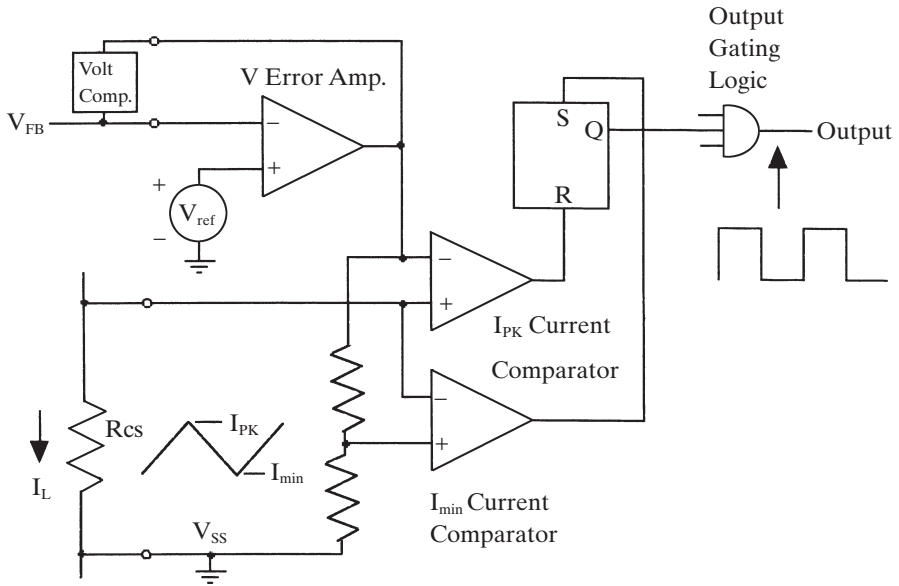 Output
Gating
Logic
Volt
Comp.
V Error Amp.
V_FB
−
+
+
V_ref
−
S
Q
R
Output
−
+
I_PK Current
Comparator
−
+
Rcs
I_PK
I_min
I_L
V_SS
I_min Current
Comparator